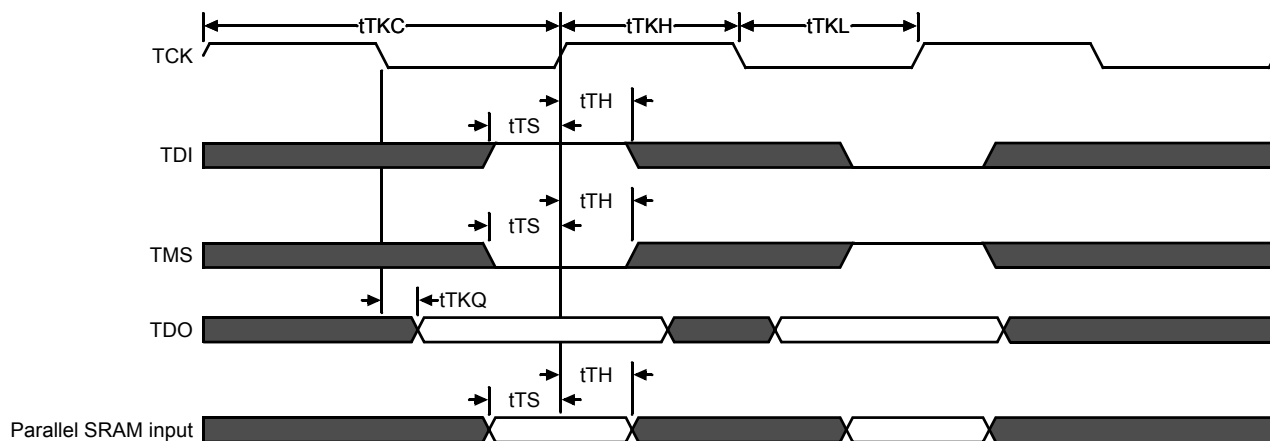 tTKC
tTKH
tTKL
TCK
tTH
tTS
TDI
tTH
tTS
TMS
tTKQ
TDO
tTH
tTS
Parallel SRAM input